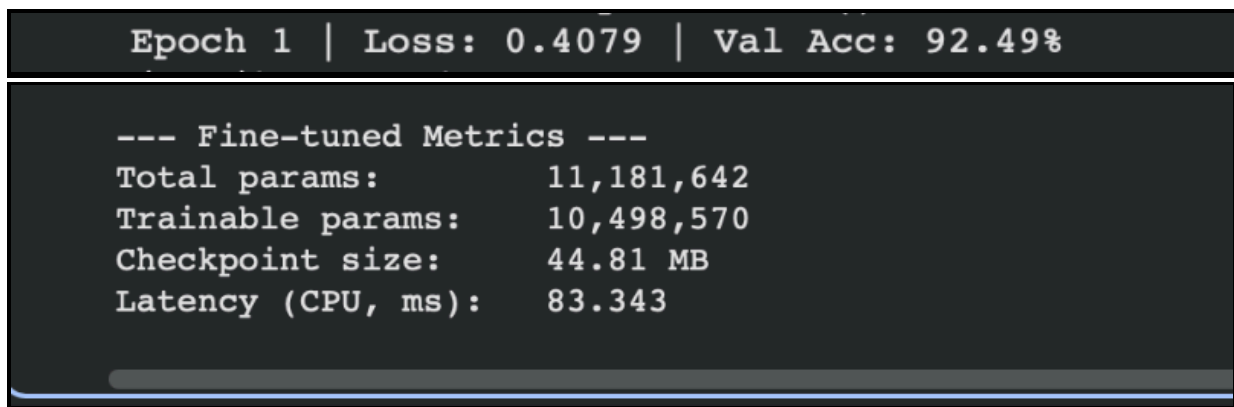 Epoch 1 | Loss: 0.4079 | Val Acc: 92.49%
--- Fine-tuned Metrics ---
Total params: 11,181,642
Trainable params: 10,498,570
Checkpoint size: 44.81 MB
Latency (CPU, ms): 83.343